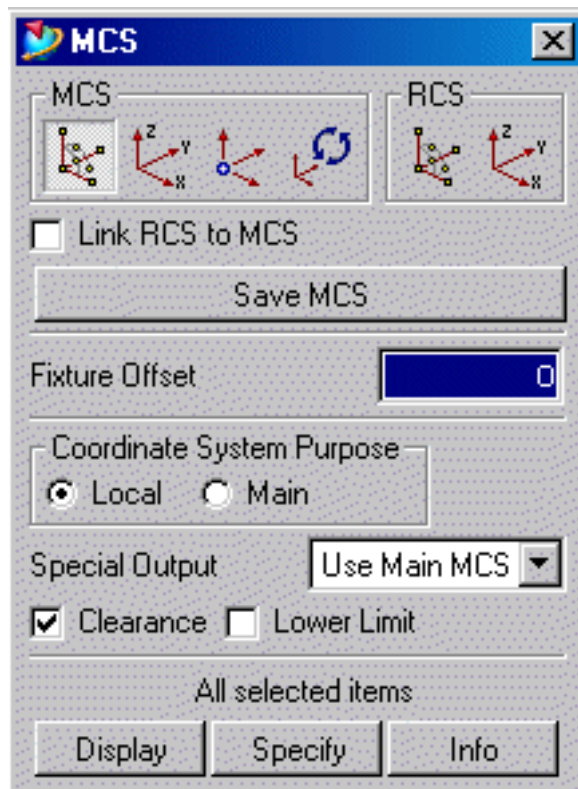 MCS
MCS RCS
Z Y X Z Y X
Link RCS to MCS
Save MCS
Fixture Offset 0
Coordinate System Purpose
Local Main
Special Output Use Main MCS
Clearance Lower Limit
All selected items
Display Specify Info